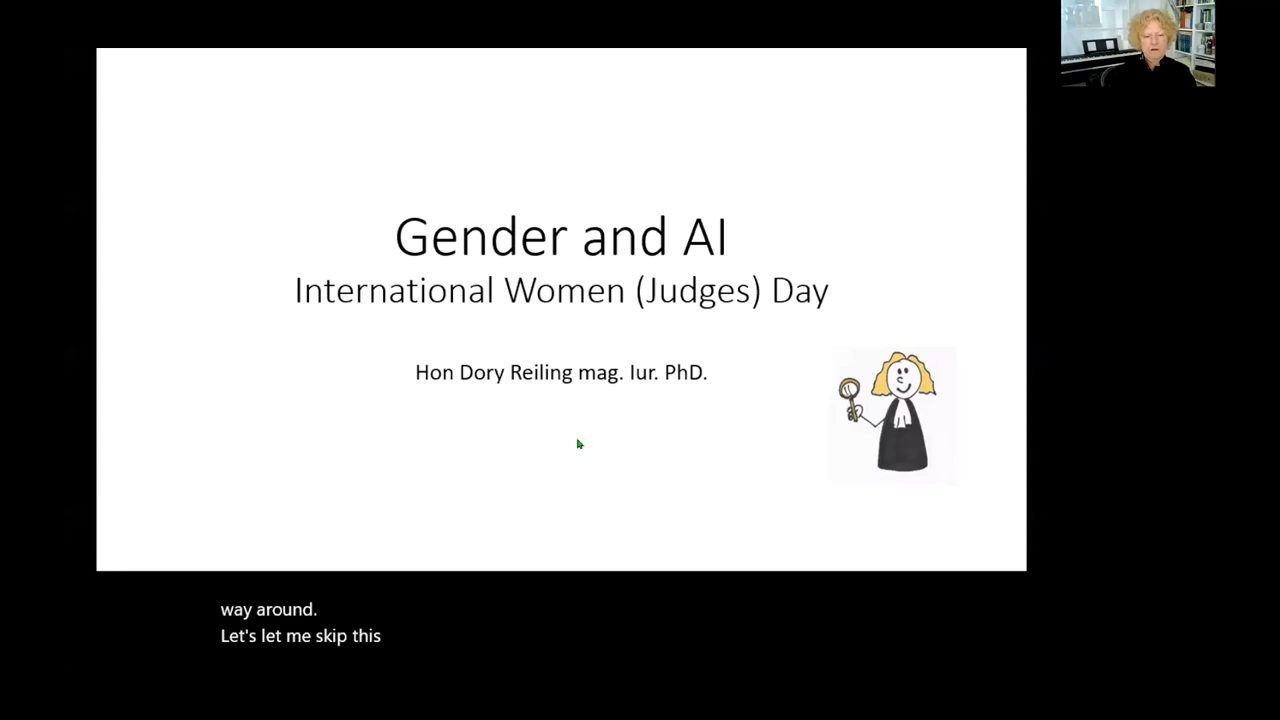 Gender and AI
International Women (Judges) Day
Hon Dory Reiling mag. Iur. PhD.
way around.
Let's let me skip this